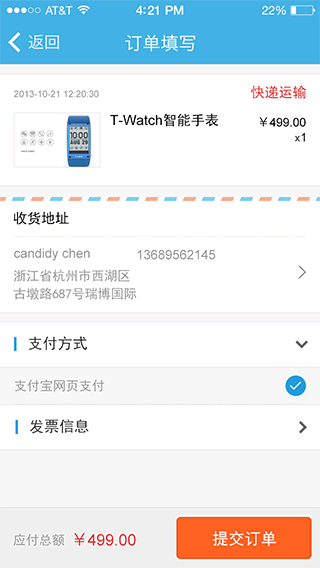 AT&T 4:21 PM 22%
返回 订单填写
2013-10-21 12:20:30 快递运输
T-Watch智能手表 ￥499.00
x1
收货地址
candidy chen 13689562145
浙江省杭州市西湖区
古墩路687号瑞博国际
支付方式
支付宝网页支付
发票信息
应付总额 ￥499.00 提交订单